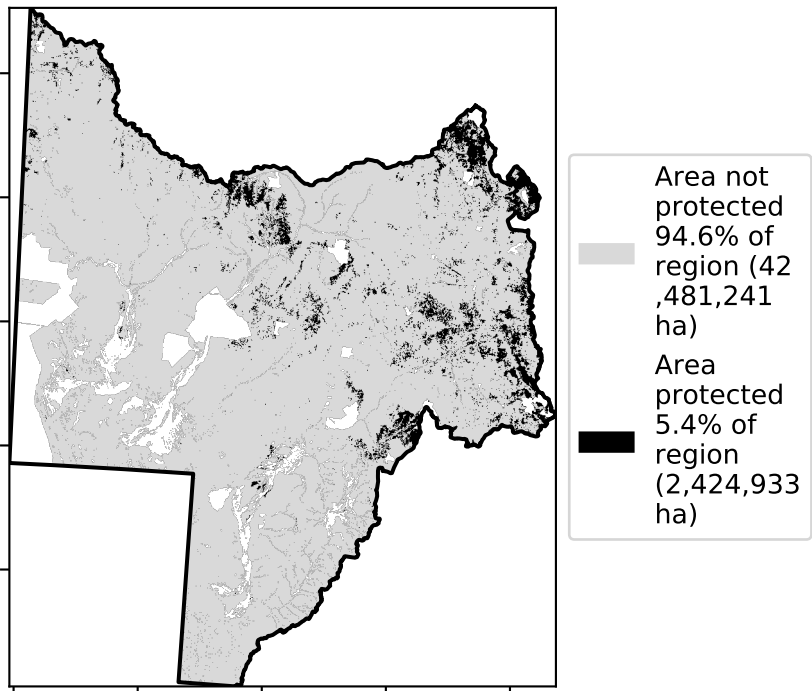 Area not
protected
94.6% of
region (42
,481,241
ha)
Area
protected
5.4% of
region
(2,424,933
ha)